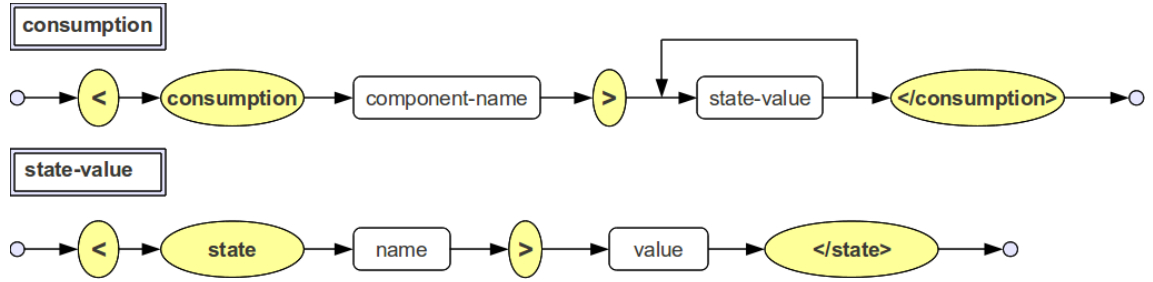 consumption
< consumption component-name > state-value </consumption>
state-value
< state name > value </state>